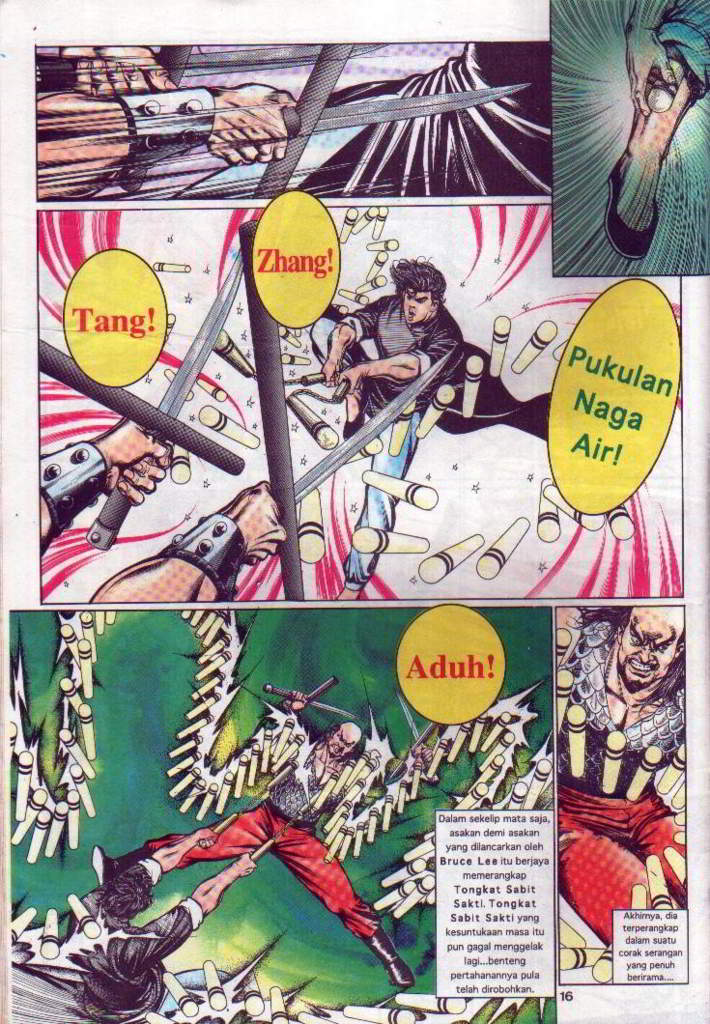 Tang!
Zhang!
Pukulan
Naga
Air!
Aduh!
Dalam sekelip mata saja,
asakan demi asakan
yang dilancarkan oleh
Bruce Lee itu berjaya
memerangkap
Tongkat Sabit
Sakti. Tongkat
Sabit Sakti yang
kesuntukaan masa itu
pun gagal menggelak
lagi...benteng
pertahanannya pula
telah dirobohkan.
Akhirnya, dia
terperangkap
dalam suatu
corak serangan
yang penuh
berirama....
16